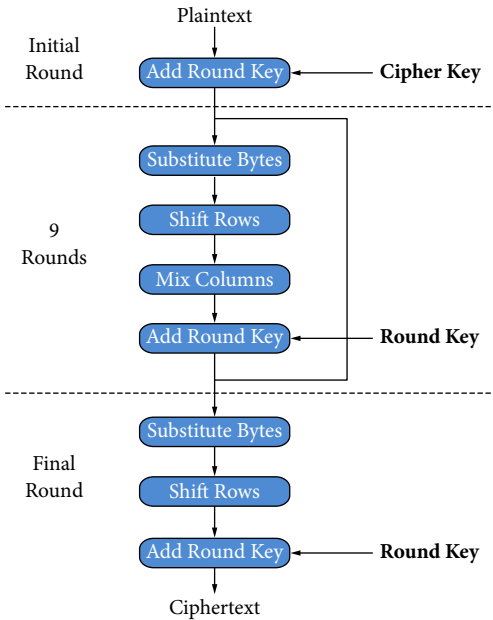 Plaintext
Initial
Round
Add Round Key
Cipher Key
Substitute Bytes
Shift Rows
9
Rounds
Mix Columns
Add Round Key
Round Key
Substitute Bytes
Final
Round
Shift Rows
Add Round Key
Round Key
Ciphertext